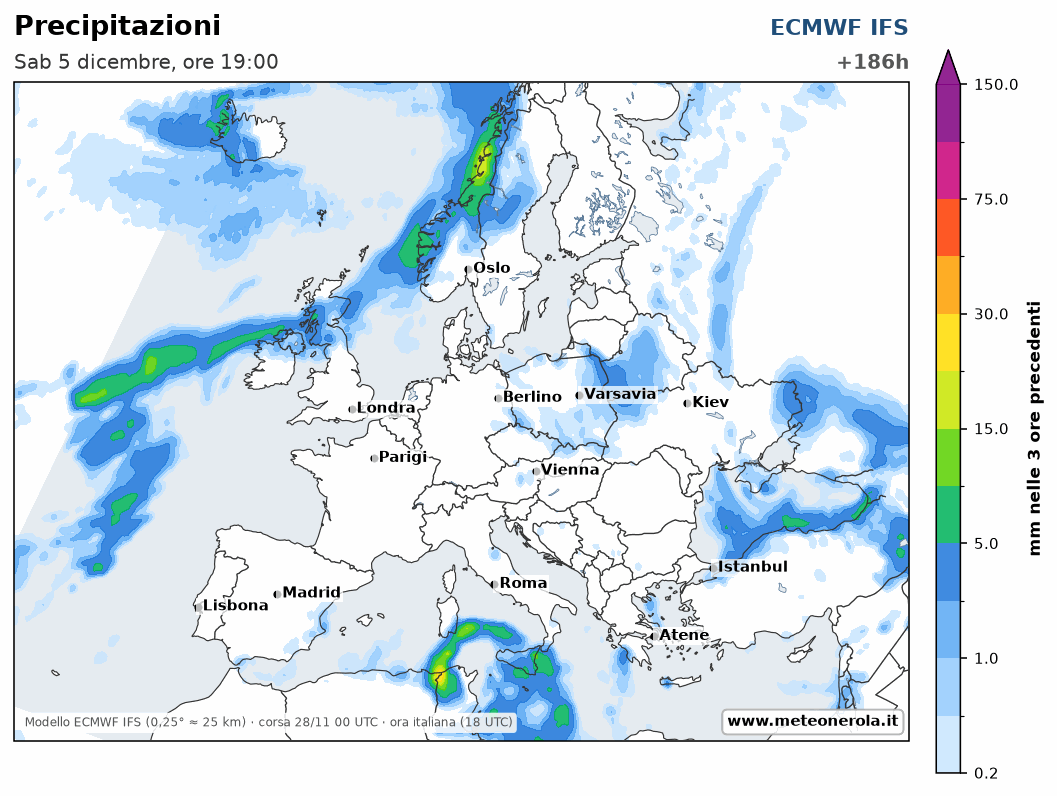 Precipitazioni
ECMWF IFS
Sab 5 dicembre, ore 19:00
+186h
150.0
75.0
30.0
15.0
5.0
1.0
0.2
mm nelle 3 ore precedenti
Oslo
Berlino
Varsavia
Kiev
Londra
Parigi
Vienna
Istanbul
Roma
Madrid
Lisbona
Atene
Modello ECMWF IFS (0,25° ≈ 25 km) · corsa 28/11 00 UTC · ora italiana (18 UTC)
www.meteonerola.it